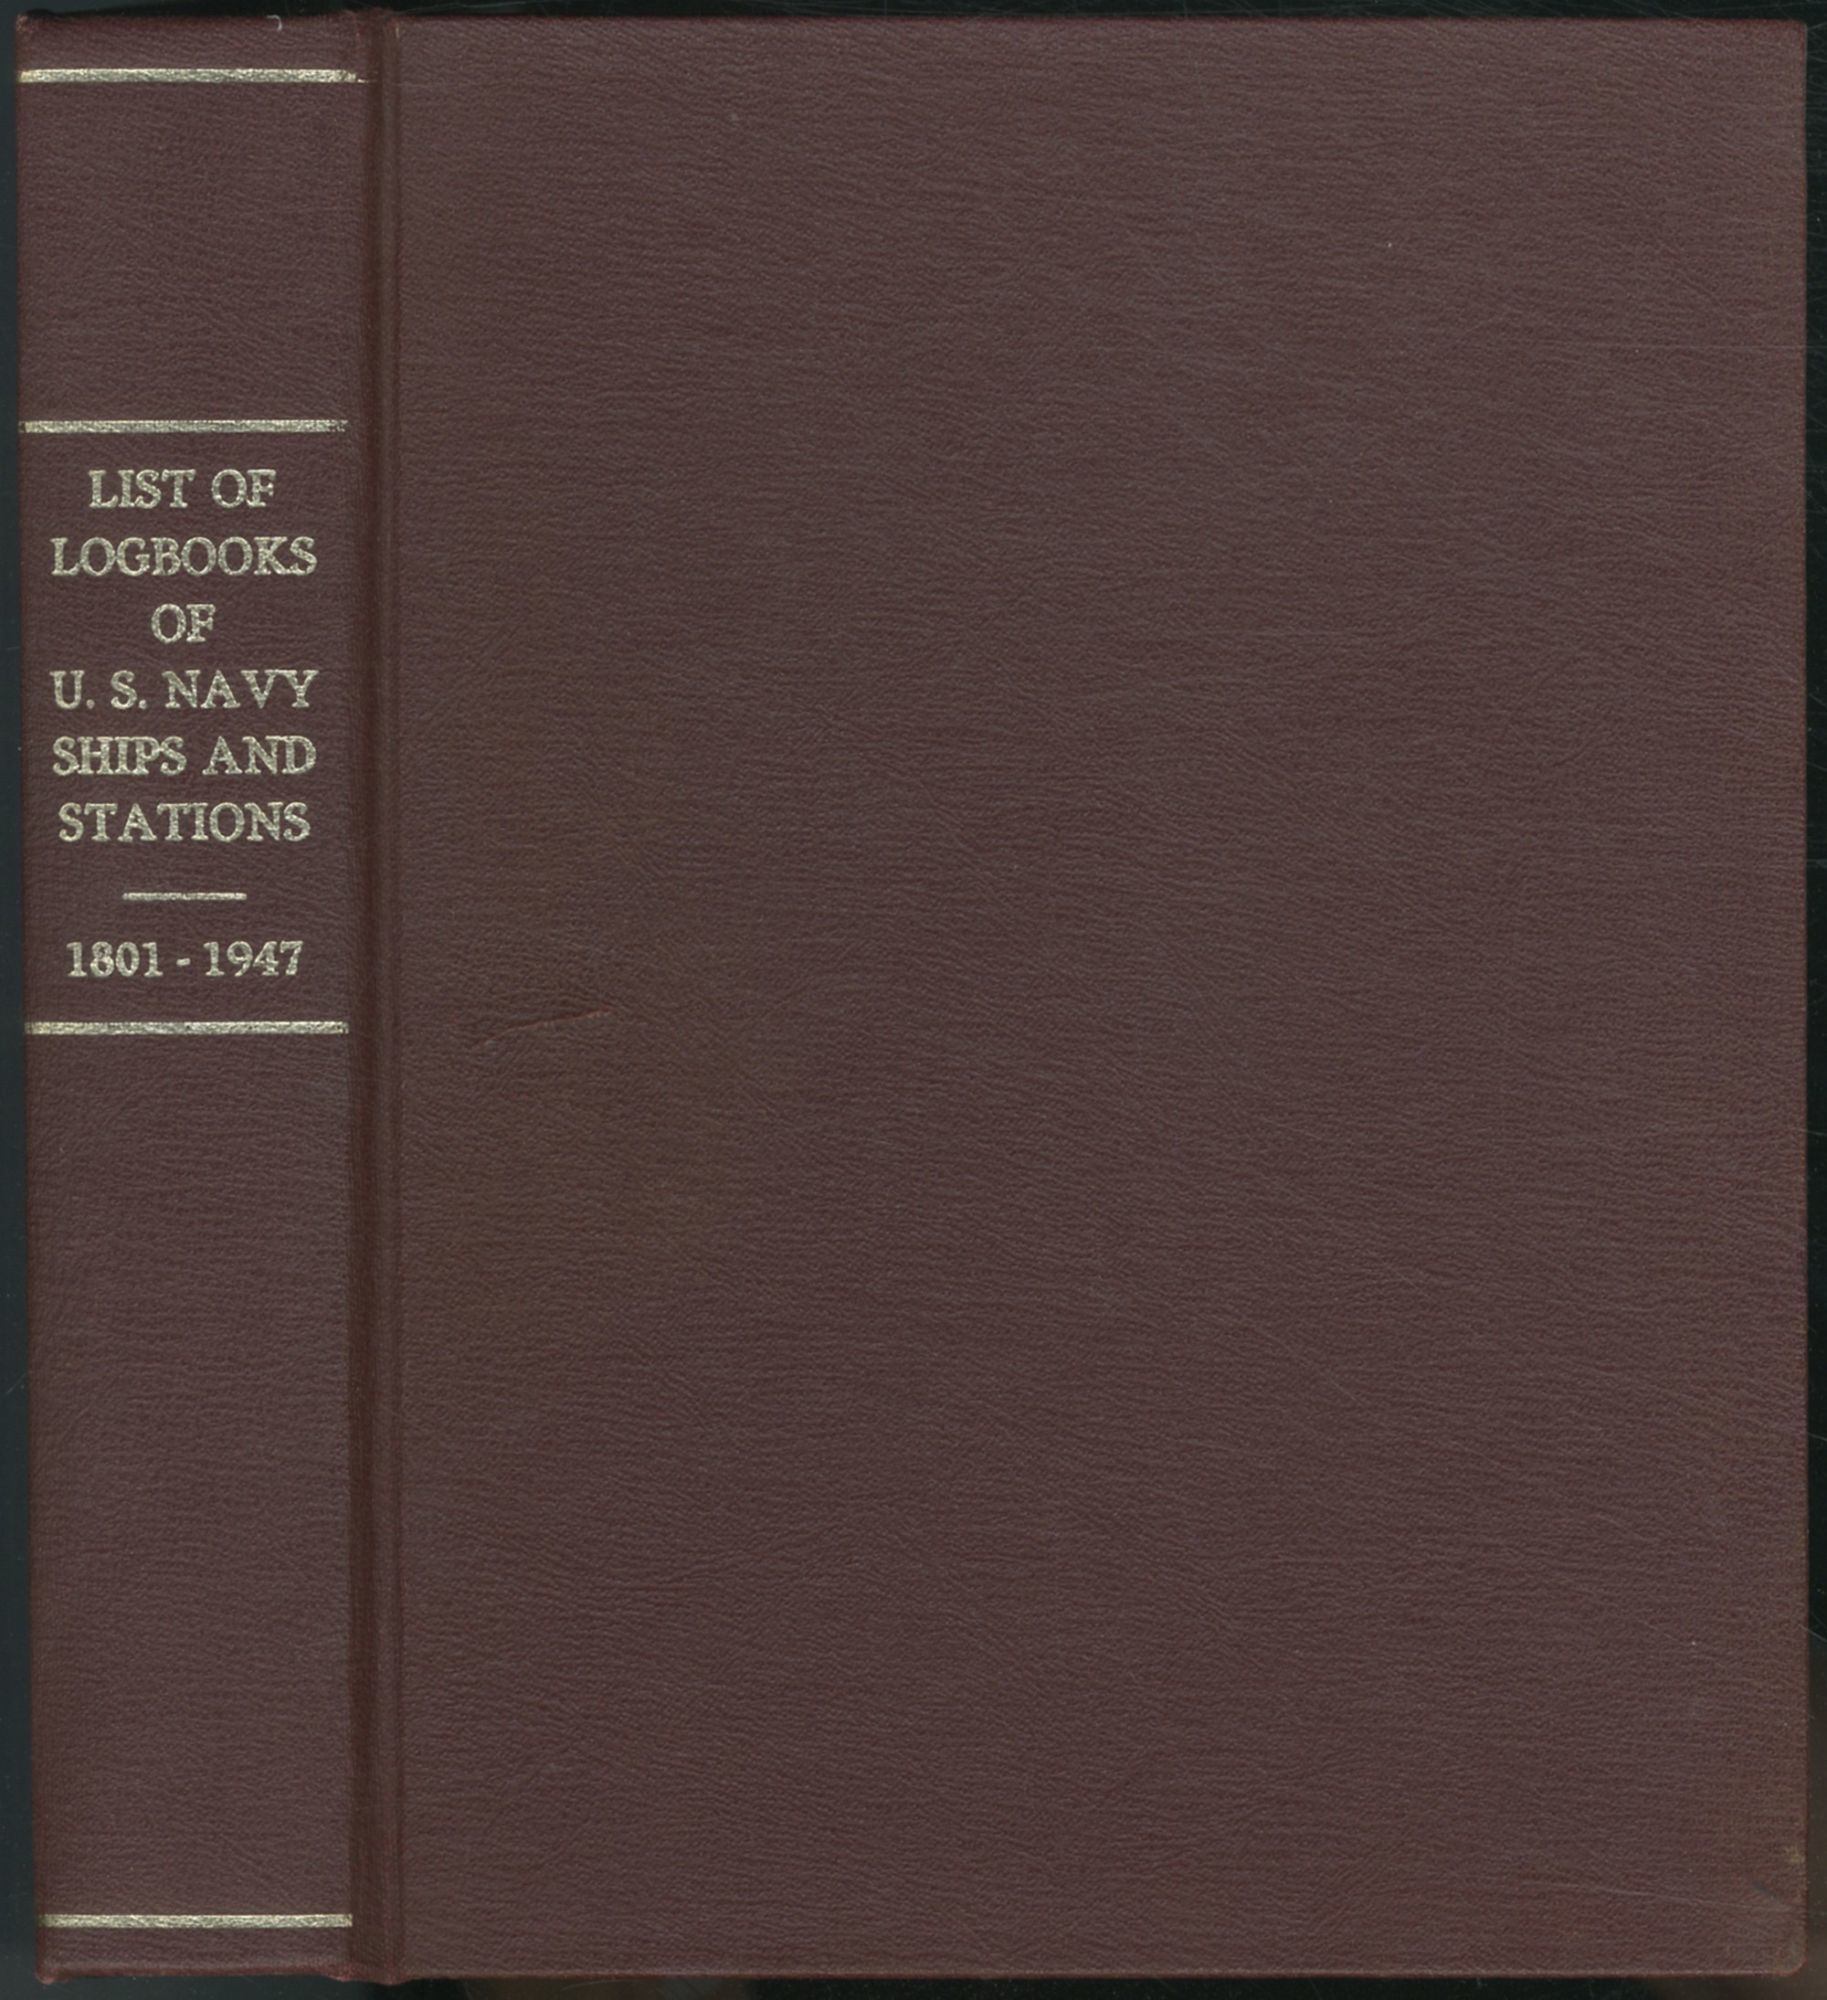 LIST OF
LOGBOOKS
OF
U. S. NAVY
SHIPS AND
STATIONS
1801 - 1947